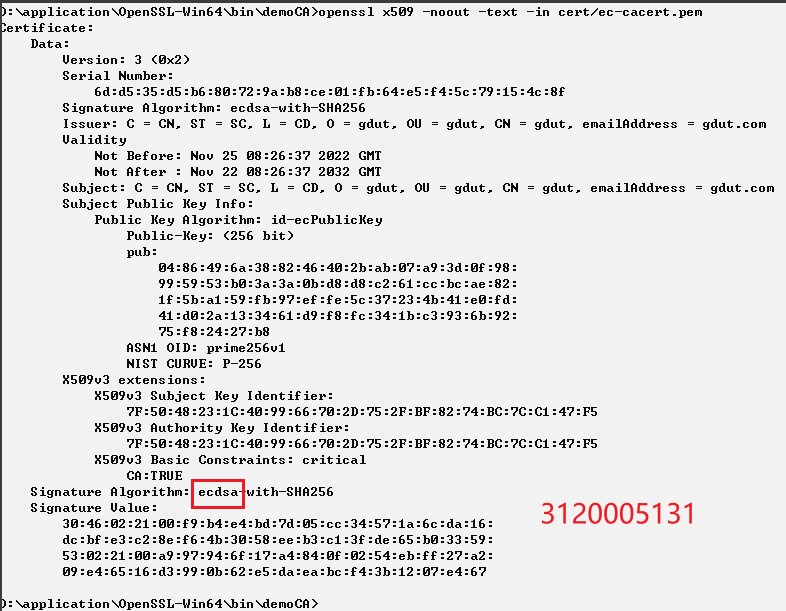 D:\application\OpenSSL-Win64\bin\demoCA>openssl x509 -noout -text -in cert/ec-cacert.pem
Certificate:
    Data:
        Version: 3 (0x2)
        Serial Number:
            6d:d5:35:d5:b6:80:72:9a:b8:ce:01:fb:64:e5:f4:5c:79:15:4c:8f
        Signature Algorithm: ecdsa-with-SHA256
        Issuer: C = CN, ST = SC, L = CD, O = gdut, OU = gdut, CN = gdut, emailAddress = gdut.com
        Validity
            Not Before: Nov 25 08:26:37 2022 GMT
            Not After : Nov 22 08:26:37 2032 GMT
        Subject: C = CN, ST = SC, L = CD, O = gdut, OU = gdut, CN = gdut, emailAddress = gdut.com
        Subject Public Key Info:
            Public Key Algorithm: id-ecPublicKey
                Public-Key: (256 bit)
                pub:
                    04:86:49:6a:38:82:46:40:2b:ab:07:a9:3d:0f:98:
                    99:59:53:b0:3a:3a:0b:d8:d8:c2:61:cc:bc:ae:82:
                    1f:5b:a1:59:fb:97:ef:fe:5c:37:23:4b:41:e0:fd:
                    41:d0:2a:13:34:61:d9:f8:fc:34:1b:c3:93:6b:92:
                    75:f8:24:27:b8
                ASN1 OID: prime256v1
                NIST CURVE: P-256
        X509v3 extensions:
            X509v3 Subject Key Identifier:
                7F:50:48:23:1C:40:99:66:70:2D:75:2F:BF:82:74:BC:7C:C1:47:F5
            X509v3 Authority Key Identifier:
                7F:50:48:23:1C:40:99:66:70:2D:75:2F:BF:82:74:BC:7C:C1:47:F5
            X509v3 Basic Constraints: critical
                CA:TRUE
    Signature Algorithm: ecdsa-with-SHA256
    Signature Value:
        30:46:02:21:00:f9:b4:e4:bd:7d:05:cc:34:57:1a:6c:da:16:
        dc:bf:e3:c2:8e:f6:4b:30:58:ee:b3:c1:3f:de:65:b0:33:59:
        53:02:21:00:a9:97:94:6f:17:a4:84:0f:02:54:eb:ff:27:a2:
        09:e4:65:16:d3:99:0b:62:e5:da:ea:bc:f4:3b:12:07:e4:67
3120005131
D:\application\OpenSSL-Win64\bin\demoCA>